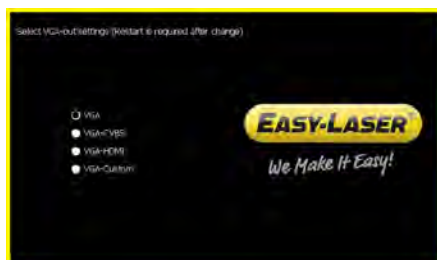 Select VGA-out settings (Restart is required after change)
VGA
VGA-CVBS
VGA-HDMI
VGA-Custom
EASY-LASER®
We Make It Easy!